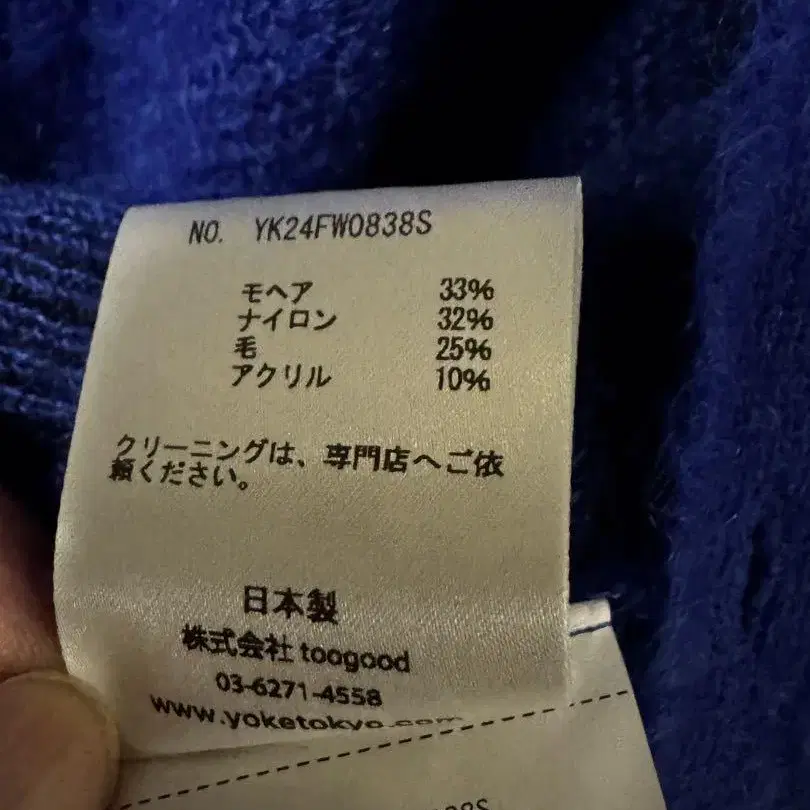 NO. YK24FW0838S
モヘア 33%
ナイロン 32%
毛 25%
アクリル 10%
クリーニングは、専門店へご依
頼ください。
日本製
株式会社 toogood
03-6271-4558
www.yoketokyo.com